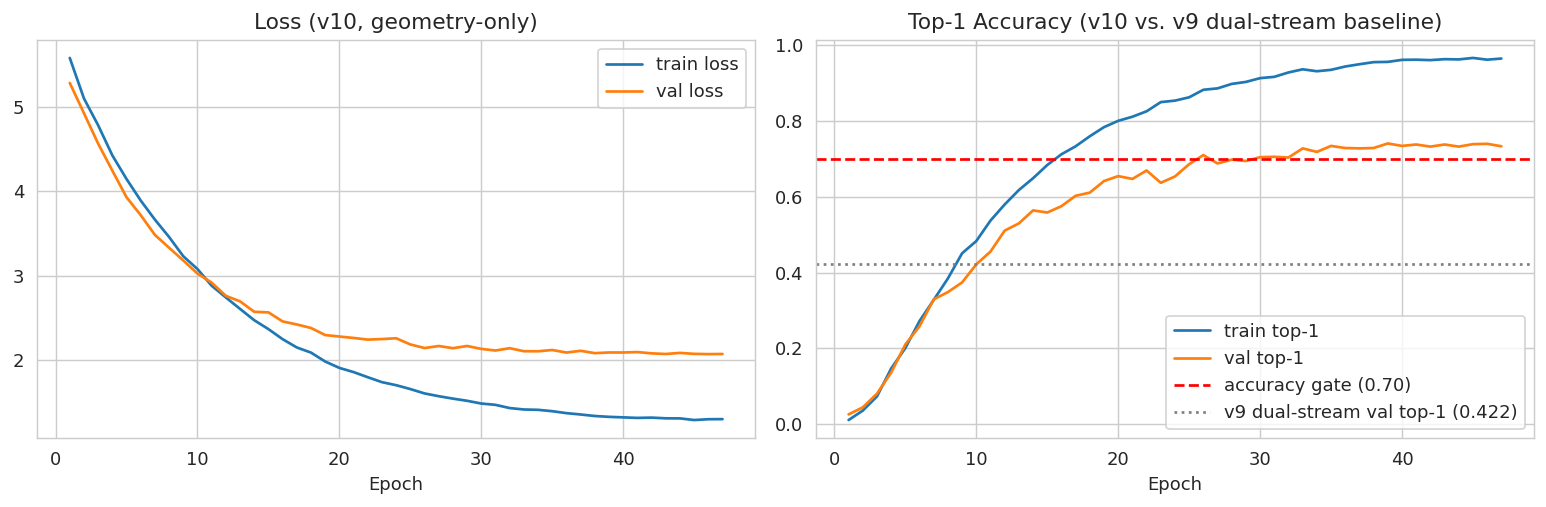 Loss (v10, geometry-only)
train loss
val loss
5
4
3
2
0 10 20 30 40
Epoch
Top-1 Accuracy (v10 vs. v9 dual-stream baseline)
1.0
0.8
0.6
0.4
0.2
0.0
train top-1
val top-1
accuracy gate (0.70)
v9 dual-stream val top-1 (0.422)
0 10 20 30 40
Epoch